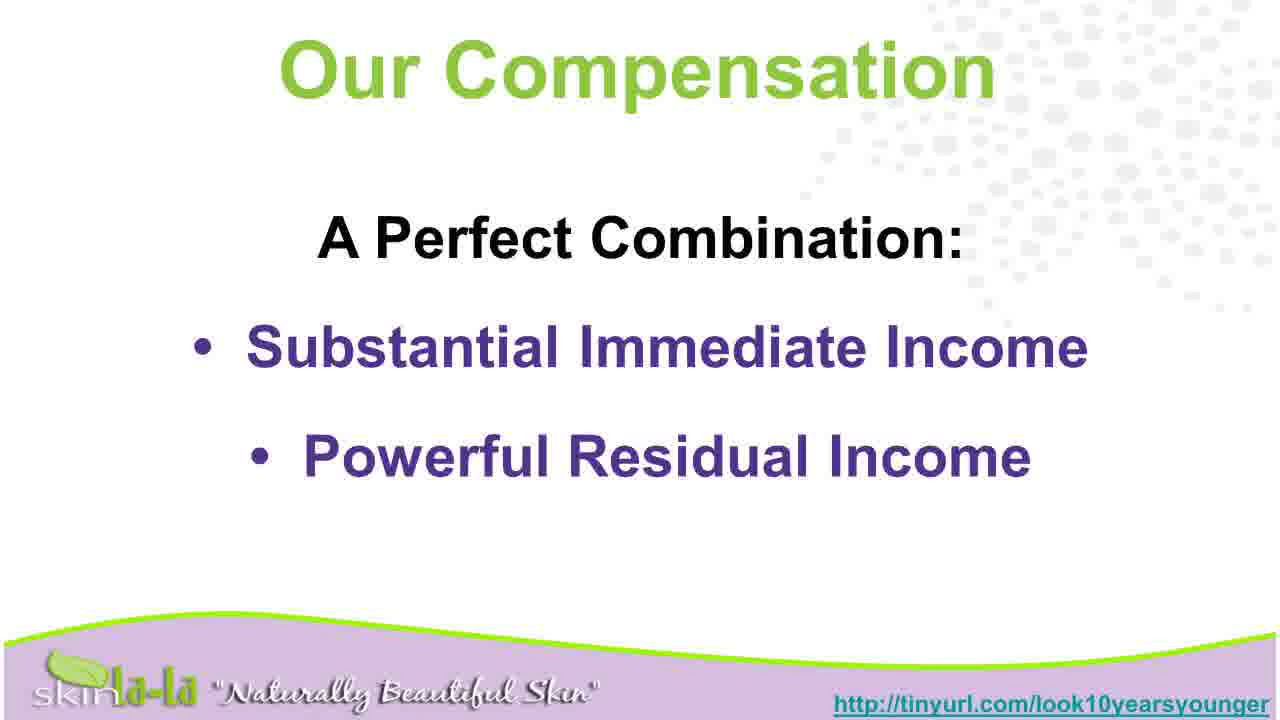 Our Compensation
A Perfect Combination:
• Substantial Immediate Income
• Powerful Residual Income
skin la-la "Naturally Beautiful Skin"
http://tinyurl.com/look10yearsyounger